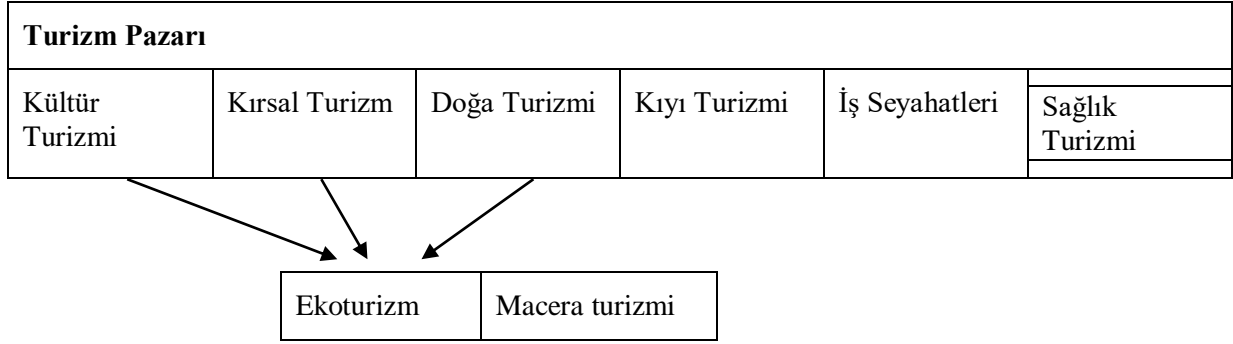 Turizm Pazarı
Kültür
Turizmi
Kırsal Turizm
Doğa Turizmi
Kıyı Turizmi
İş Seyahatleri
Sağlık
Turizmi
Ekoturizm
Macera turizmi